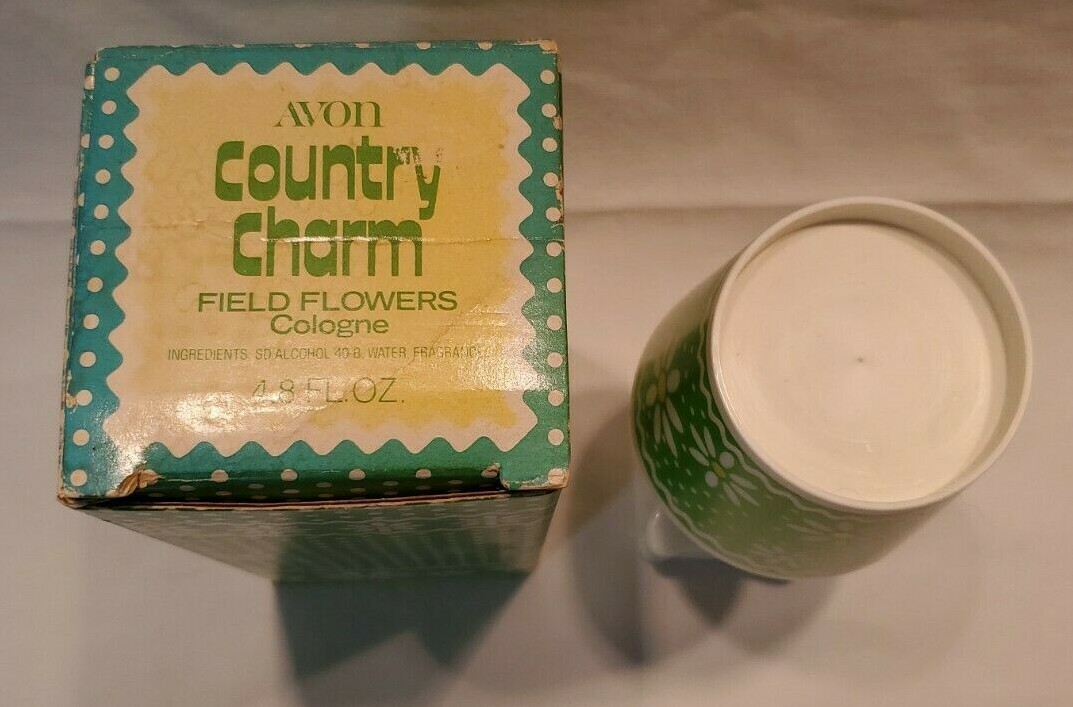 AVON
Country
Charm
FIELD FLOWERS
Cologne
INGREDIENTS: SD ALCOHOL 40-B, WATER, FRAGRANCE
4.8 FL. OZ.